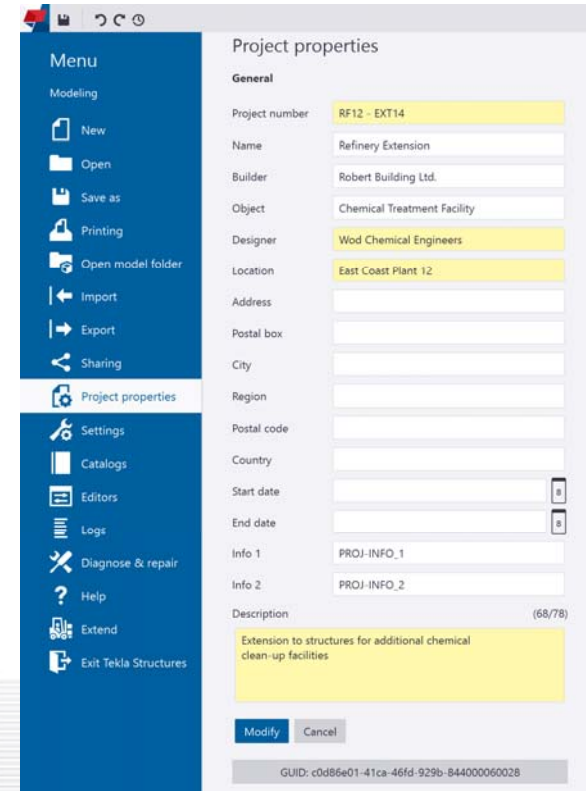 Menu
Modeling
New
Open
Save as
Printing
Open model folder
Import
Export
Sharing
Project properties
Settings
Catalogs
Editors
Logs
Diagnose & repair
Help
Extend
Exit Tekla Structures
Project properties
General
Project number RF12 - EXT14
Name Refinery Extension
Builder Robert Building Ltd.
Object Chemical Treatment Facility
Designer Wod Chemical Engineers
Location East Coast Plant 12
Address
Postal box
City
Region
Postal code
Country
Start date 8
End date 8
Info 1 PROJ-INFO_1
Info 2 PROJ-INFO_2
Description (68/78)
Extension to structures for additional chemical
clean-up facilities
Modify Cancel
GUID: c0d86e01-41ca-46fd-929b-844000060028